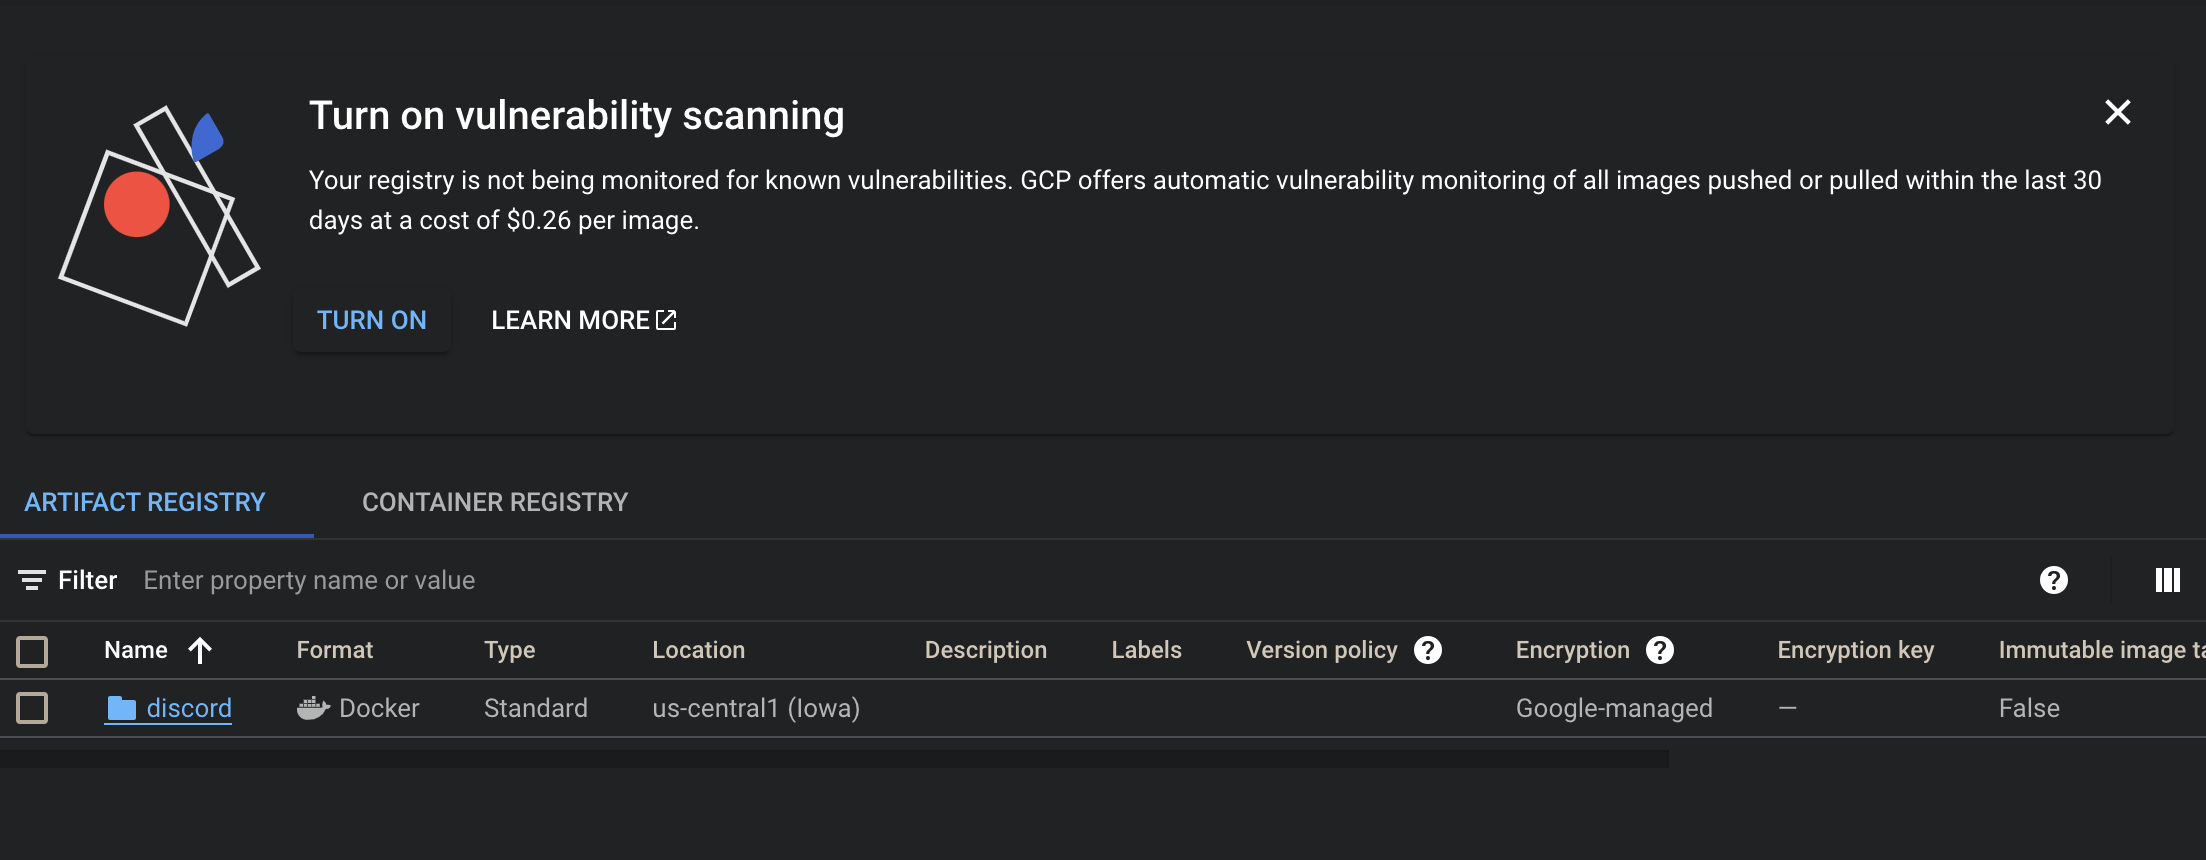 Turn on vulnerability scanning
Your registry is not being monitored for known vulnerabilities. GCP offers automatic vulnerability monitoring of all images pushed or pulled within the last 30
days at a cost of $0.26 per image.
TURN ON LEARN MORE
ARTIFACT REGISTRY CONTAINER REGISTRY
Filter Enter property name or value
Name Format Type Location Description Labels Version policy Encryption Encryption key Immutable image ta
discord Docker Standard us-central1 (Iowa) Google-managed — False